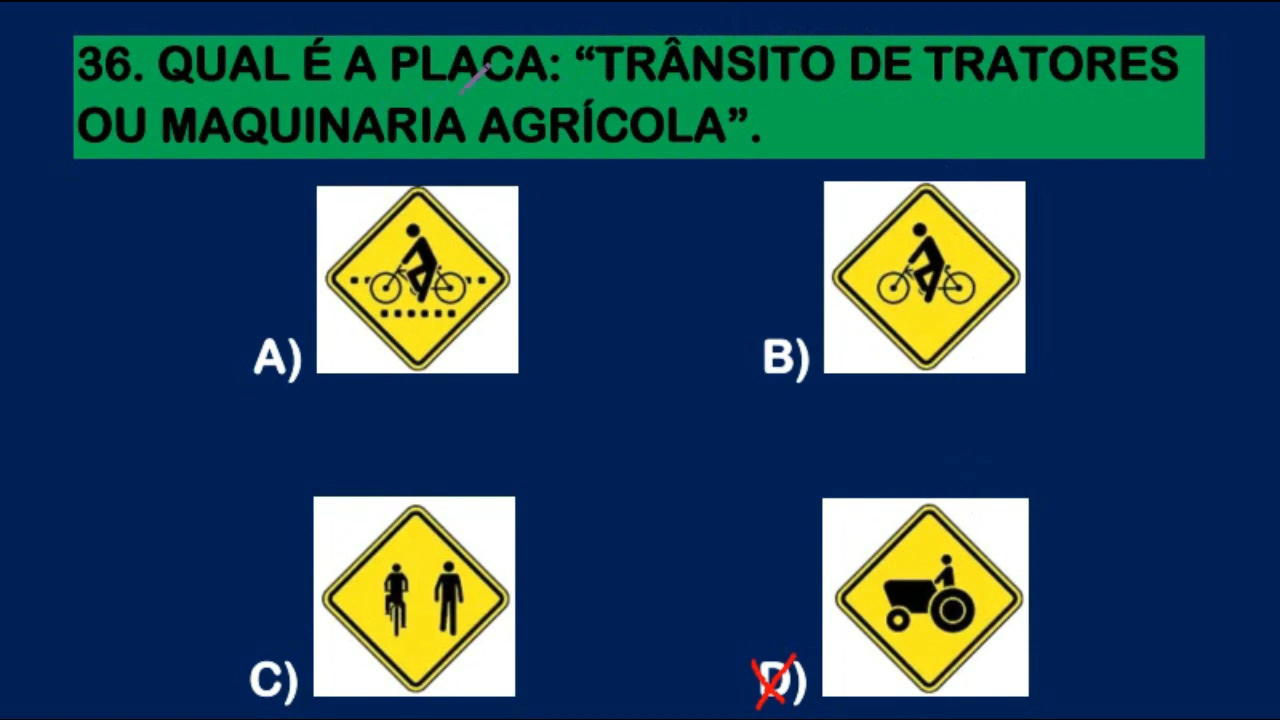 36. QUAL É A PLACA: “TRÂNSITO DE TRATORES
OU MAQUINARIA AGRÍCOLA”.
A)
B)
C)
D)